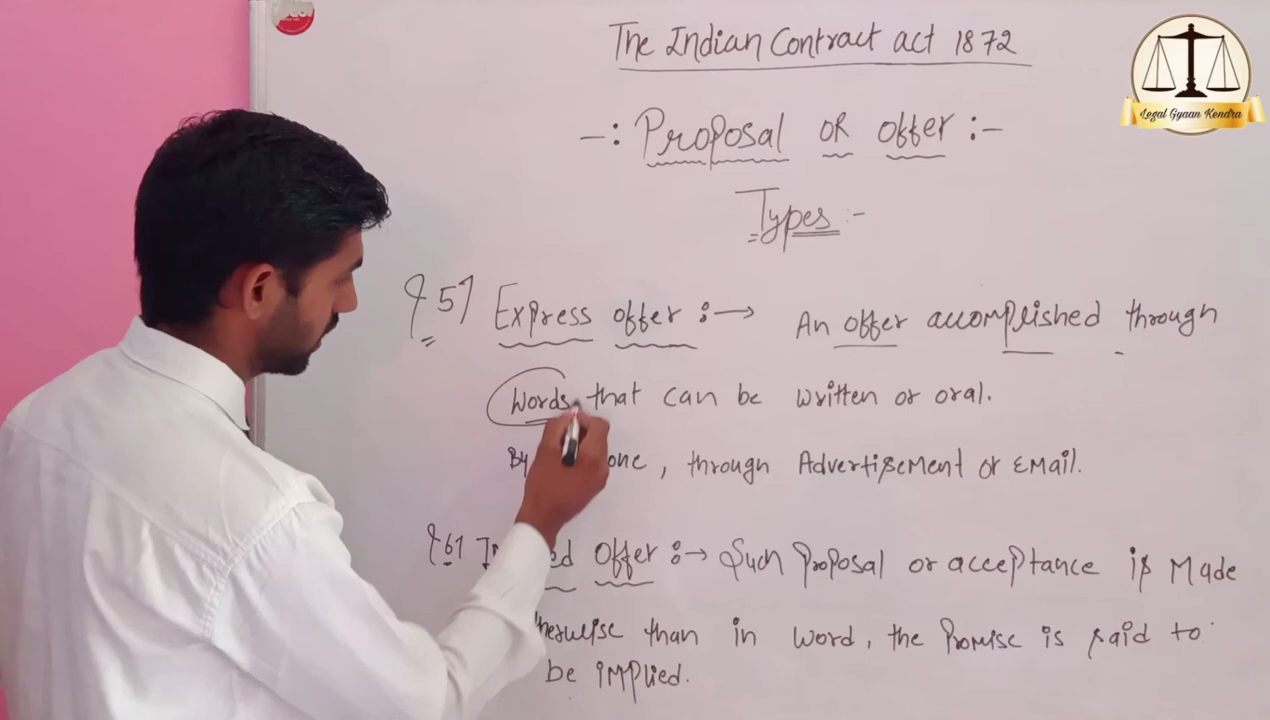 The Indian Contract act 1872
Legal Gyaan Kendra
-: Proposal or offer :-
Types :-
(5) Express offer :→ An offer accomplished through
words that can be written or oral.
By one, through Advertisement or Email.
(6) ed offer :→ Such Proposal or acceptance is Made
herwise than in word, the Promise is said to
be implied.